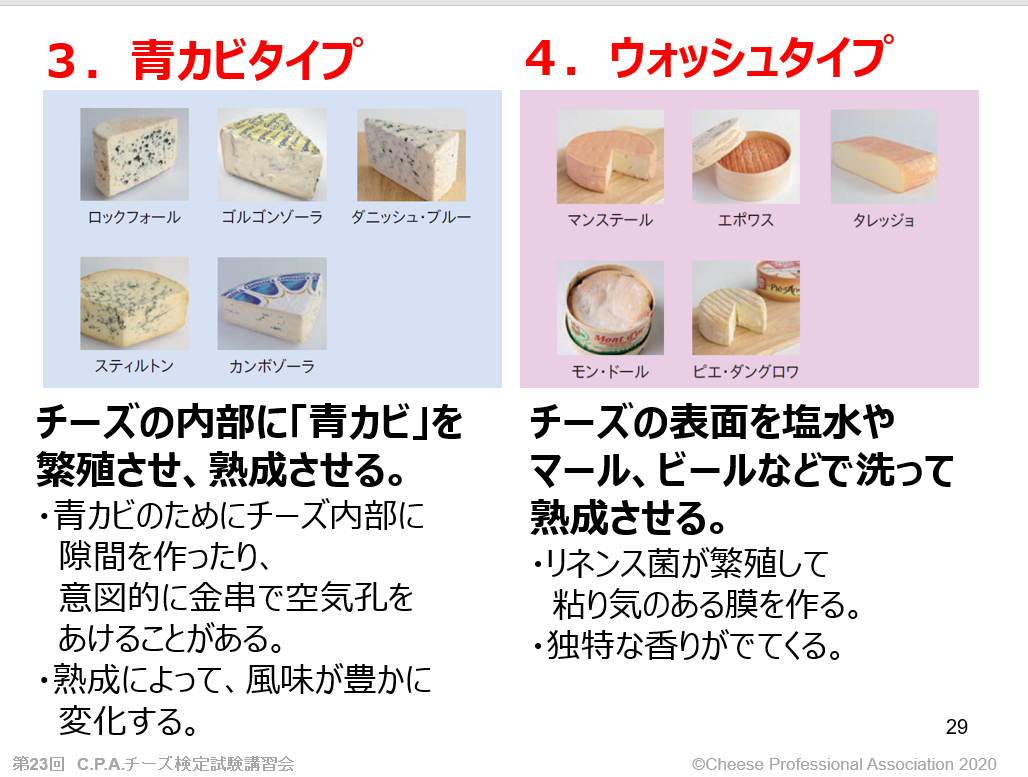 ３．青カビタイプ
ロックフォール
ゴルゴンゾーラ
ダニッシュ・ブルー
スティルトン
カンボゾーラ
チーズの内部に「青カビ」を
繁殖させ、熟成させる。
・青カビのためにチーズ内部に
隙間を作ったり、
意図的に金串で空気孔を
あけることがある。
・熟成によって、風味が豊かに
変化する。
４．ウォッシュタイプ
マンステール
エポワス
タレッジョ
Mont d'Or
モン・ドール
ピエ・ダングロワ
チーズの表面を塩水や
マール、ビールなどで洗って
熟成させる。
・リネンス菌が繁殖して
粘り気のある膜を作る。
・独特な香りがでてくる。
29
第23回 C.P.A.チーズ検定試験講習会
©Cheese Professional Association 2020